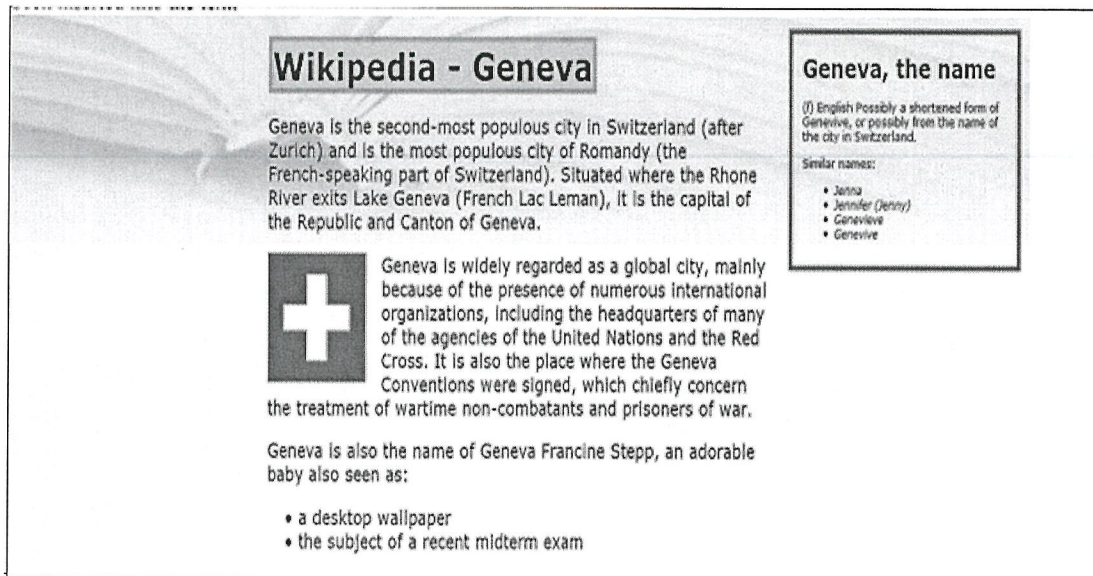 Wikipedia - Geneva
Geneva is the second-most populous city in Switzerland (after
Zurich) and is the most populous city of Romandy (the
French-speaking part of Switzerland). Situated where the Rhone
River exits Lake Geneva (French Lac Leman), it is the capital of
the Republic and Canton of Geneva.
Geneva is widely regarded as a global city, mainly
because of the presence of numerous international
organizations, including the headquarters of many
of the agencies of the United Nations and the Red
Cross. It is also the place where the Geneva
Conventions were signed, which chiefly concern
the treatment of wartime non-combatants and prisoners of war.
Geneva is also the name of Geneva Francine Stepp, an adorable
baby also seen as:
• a desktop wallpaper
• the subject of a recent midterm exam
Geneva, the name
(f) English Possibly a shortened form of
Genevive, or possibly from the name of
the city in Switzerland.
Similar names:
• Jenna
• Jennifer (Jenny)
• Genevieve
• Genevive